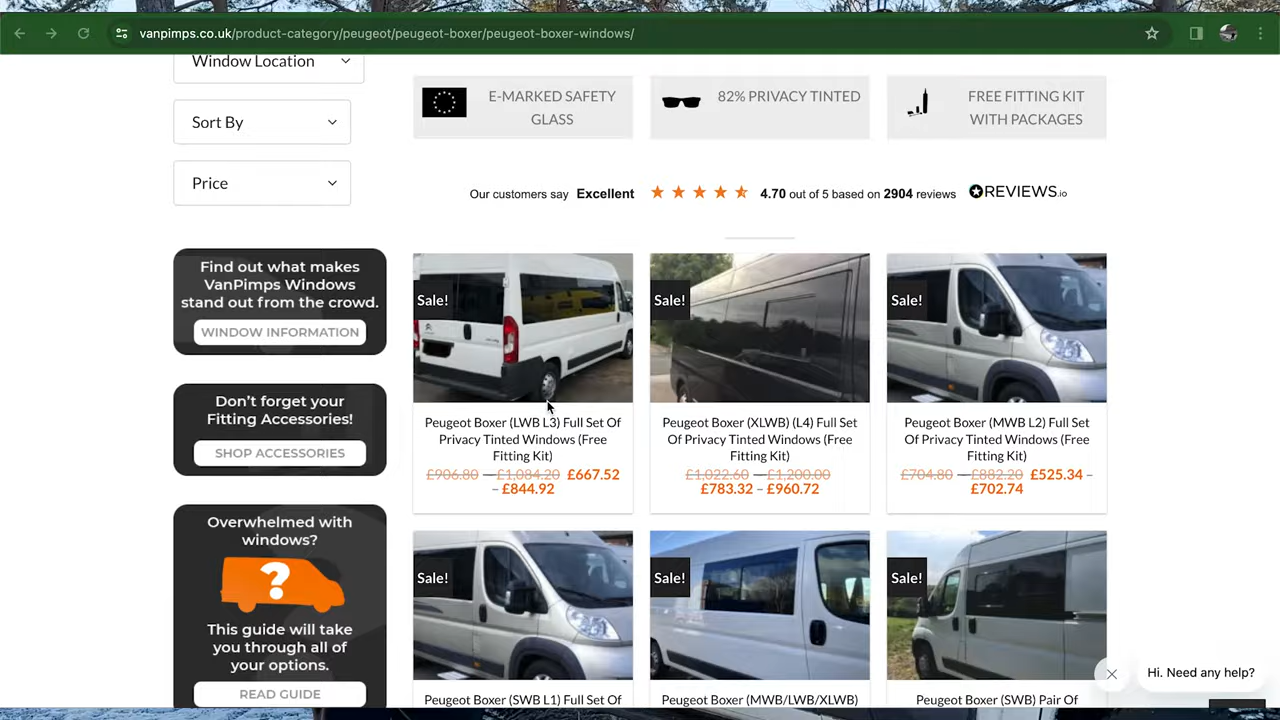 vanpimps.co.uk/product-category/peugeot/peugeot-boxer/peugeot-boxer-windows/
Window Location
Sort By
Price
Find out what makes
VanPimps Windows
stand out from the crowd.
WINDOW INFORMATION
Don't forget your
Fitting Accessories!
SHOP ACCESSORIES
Overwhelmed with
windows?
?
This guide will take
you through all of
your options.
READ GUIDE
E-MARKED SAFETY
GLASS
82% PRIVACY TINTED
FREE FITTING KIT
WITH PACKAGES
Our customers say Excellent 4.70 out of 5 based on 2904 reviews REVIEWS.io
Sale!
Peugeot Boxer (LWB L3) Full Set Of
Privacy Tinted Windows (Free
Fitting Kit)
£906.80 – £1,084.20 £667.52
– £844.92
Sale!
Peugeot Boxer (XLWB) (L4) Full Set
Of Privacy Tinted Windows (Free
Fitting Kit)
£1,022.60 – £1,200.00
£783.32 – £960.72
Sale!
Peugeot Boxer (MWB L2) Full Set
Of Privacy Tinted Windows (Free
Fitting Kit)
£704.80 – £882.20 £525.34 –
£702.74
Sale!
Peugeot Boxer (SWB L1) Full Set Of
Sale!
Peugeot Boxer (MWB/LWB/XLWB)
Sale!
Peugeot Boxer (SWB) Pair Of
Hi. Need any help?